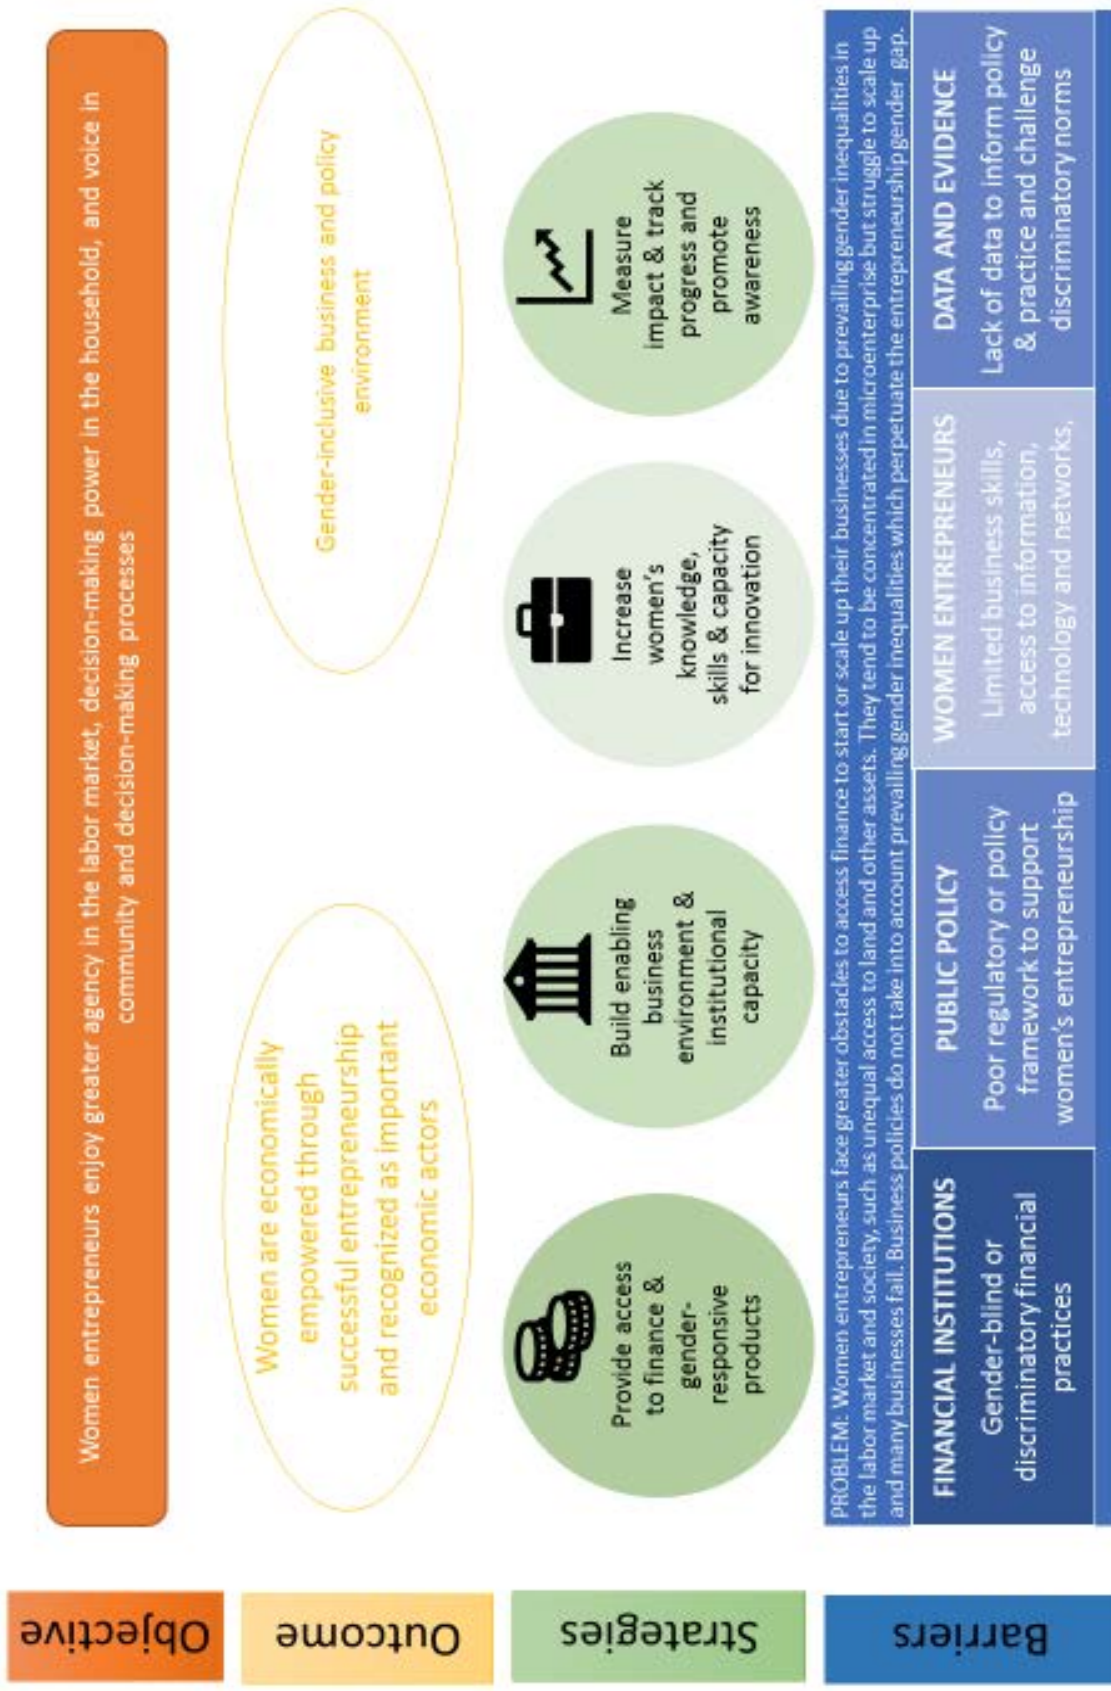 Objective
Women entrepreneurs enjoy greater agency in the labor market, decision-making power in the household, and voice in
community and decision-making processes
Outcome
Women are economically
empowered through
successful entrepreneurship
and recognized as important
economic actors
Gender-inclusive business and policy
environment
Strategies
Provide access
to finance &
gender-
responsive
products
Build enabling
business
environment &
institutional
capacity
Increase
women's
knowledge,
skills & capacity
for innovation
Measure
impact & track
progress and
promote
awareness
Barriers
PROBLEM: Women entrepreneurs face greater obstacles to access finance to start or scale up their businesses due to prevailing gender inequalities in
the labor market and society, such as unequal access to land and other assets. They tend to be concentrated in microenterprise but struggle to scale up
and many businesses fail. Business policies do not take into account prevailing gender inequalities which perpetuate the entrepreneurship gender gap.
FINANCIAL INSTITUTIONS
Gender-blind or
discriminatory financial
practices
PUBLIC POLICY
Poor regulatory or policy
framework to support
women's entrepreneurship
WOMEN ENTREPRENEURS
Limited business skills,
access to information,
technology and networks,
DATA AND EVIDENCE
Lack of data to inform policy
& practice and challenge
discriminatory norms